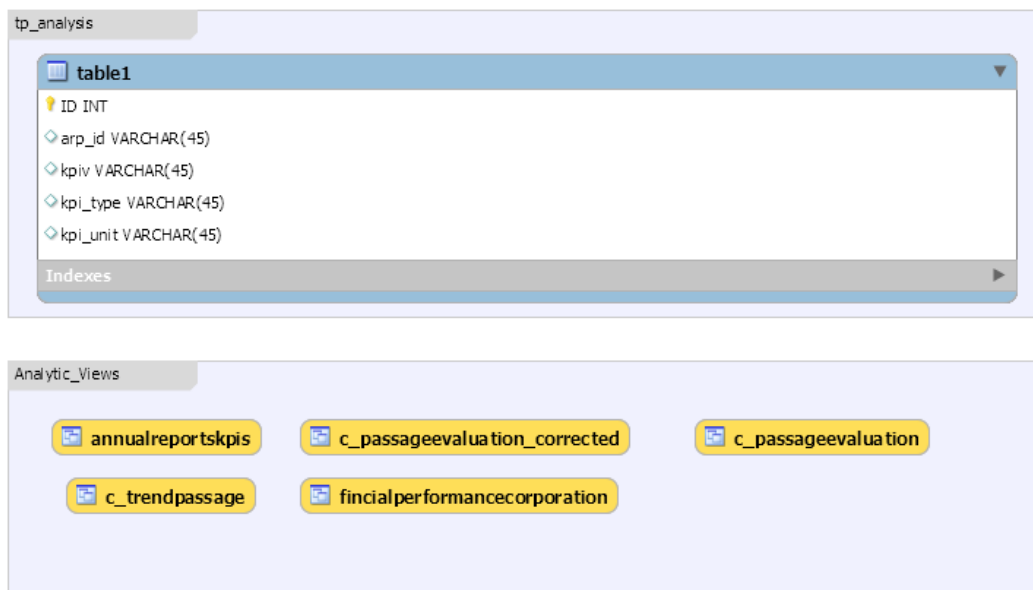 tp_analysis
table1
ID INT
arp_id VARCHAR(45)
kpiv VARCHAR(45)
kpi_type VARCHAR(45)
kpi_unit VARCHAR(45)
Indexes
Analytic_Views
annualreportskpis c_passageevaluation_corrected c_passageevaluation
c_trendpassage fincialperformancecorporation